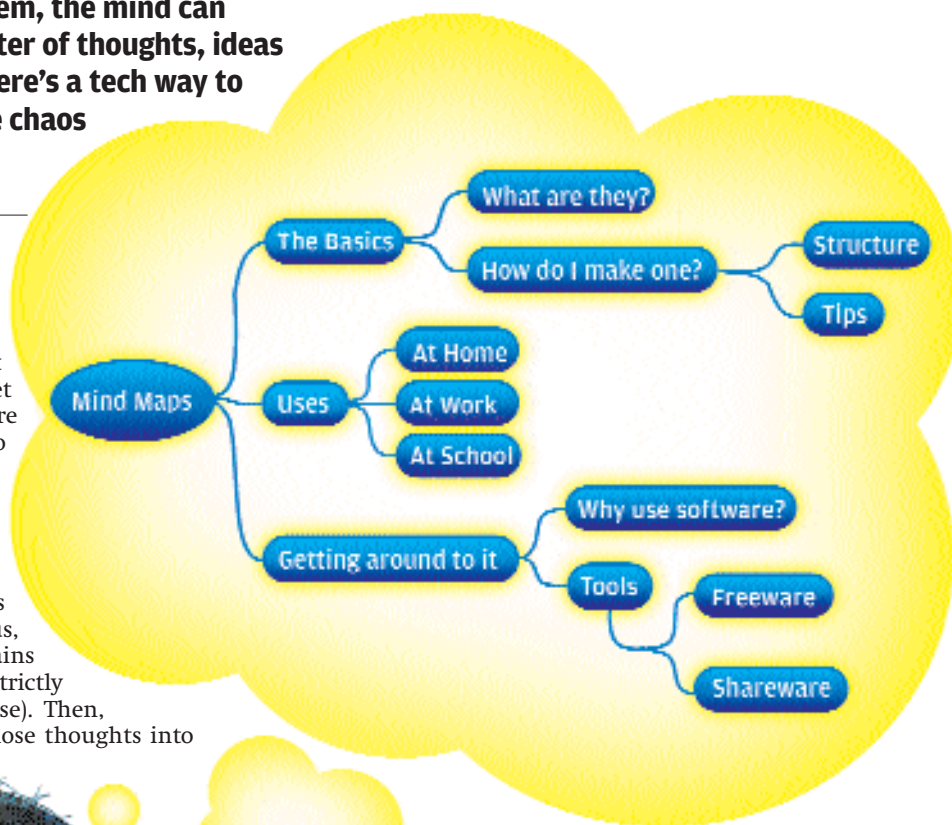 em, the mind can
ter of thoughts, ideas
ere's a tech way to
e chaos
et
re
s
us,
ains
trictly
se). Then,
ose thoughts into
Mind Maps
The Basics
What are they?
How do I make one?
Structure
Tips
Uses
At Home
At Work
At School
Getting around to it
Why use software?
Tools
Freeware
Shareware